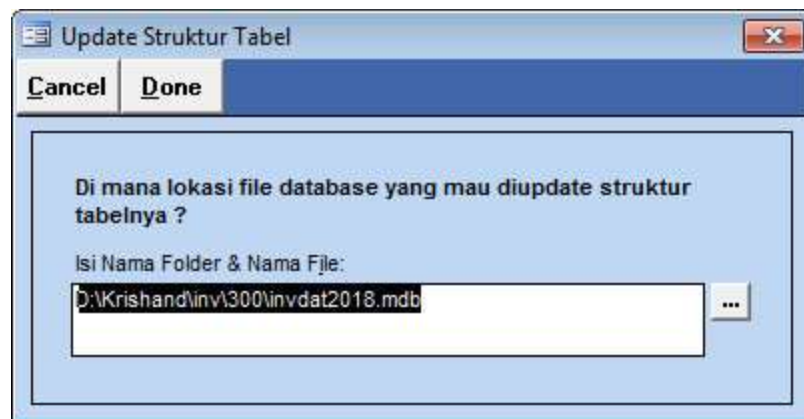 Update Struktur Tabel
Cancel Done
Di mana lokasi file database yang mau diupdate struktur
tabelnya ?
Isi Nama Folder & Nama File:
D:\Krishand\inv\300\invdat2018.mdb
...